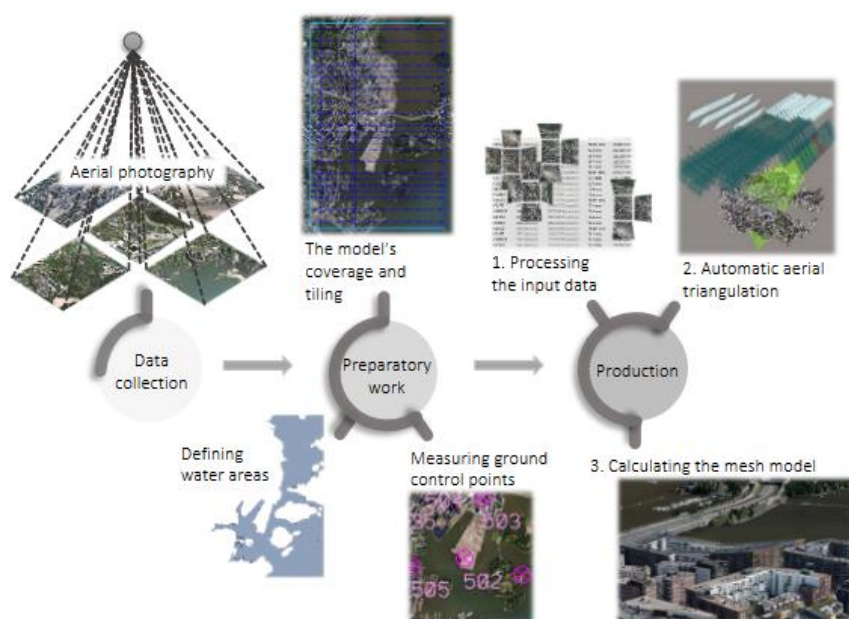 Aerial photography
The model's
coverage and
tiling
1. Processing
the input data
2. Automatic aerial
triangulation
Data
collection
Preparatory
work
Production
Defining
water areas
Measuring ground
control points
3. Calculating the mesh model
503
502
505